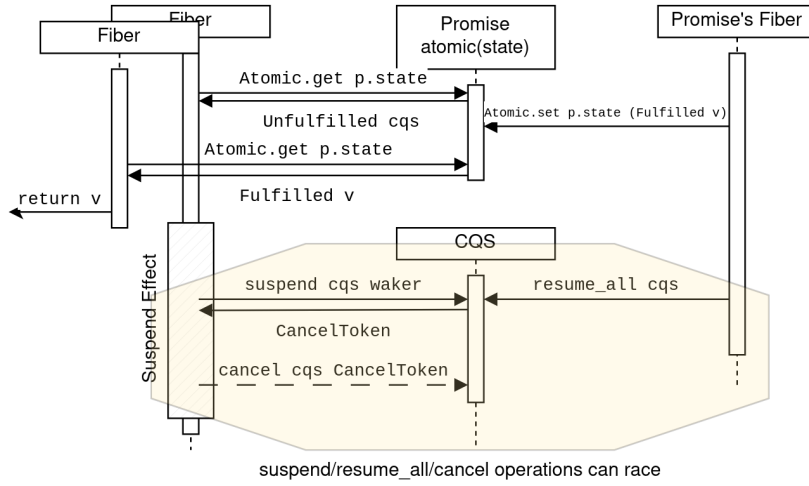 Fiber
Fiber
Promise
atomic(state)
Promise's Fiber
Atomic.get p.state
Unfulfilled cqs
Atomic.set p.state (Fulfilled v)
Atomic.get p.state
Fulfilled v
return v
CQS
Suspend Effect
suspend cqs waker
resume_all cqs
CancelToken
cancel cqs CancelToken
suspend/resume_all/cancel operations can race